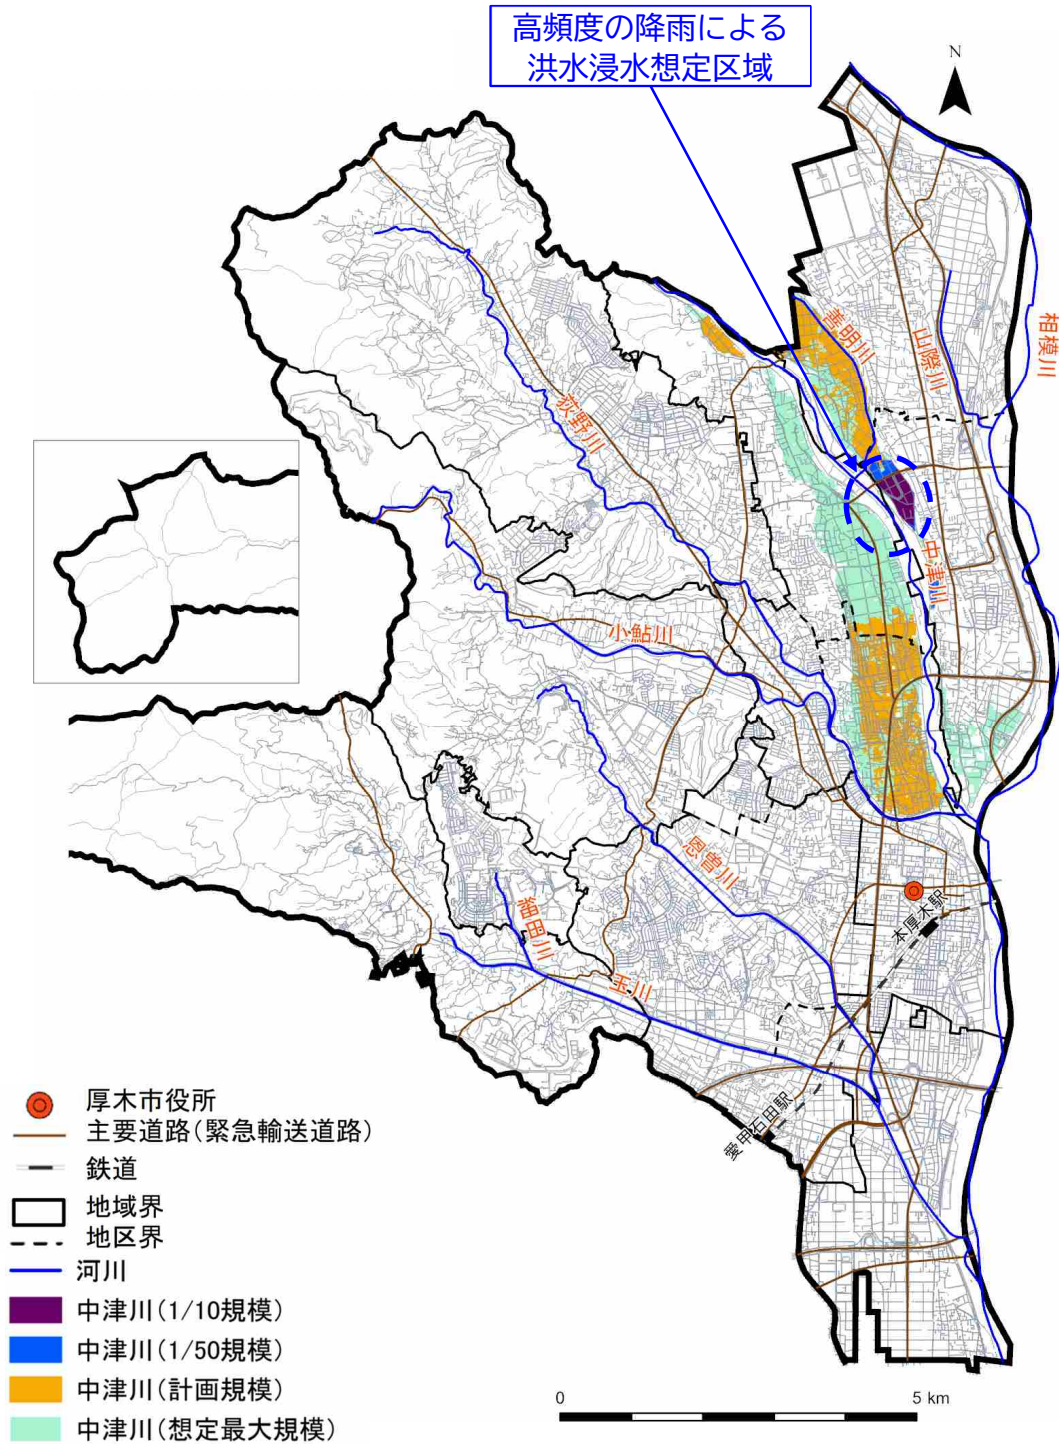 高頻度の降雨による
洪水浸水想定区域
N
相模川
善明川
山際川
荻野川
中津川
小鮎川
恩曽川
本厚木駅
畨田川
玉川
愛甲石田駅
厚木市役所
主要道路(緊急輸送道路)
鉄道
地域界
地区界
河川
中津川(1/10規模)
中津川(1/50規模)
中津川(計画規模)
中津川(想定最大規模)
0 5 km